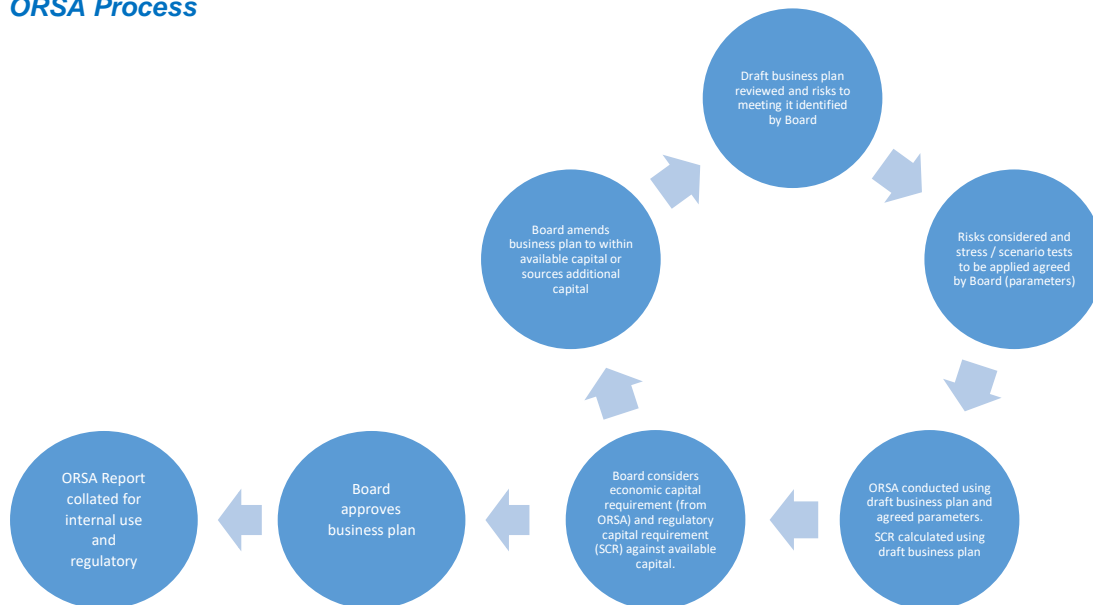 ORSA Process
Draft business plan
reviewed and risks to
meeting it identified
by Board
Risks considered and
stress / scenario tests
to be applied agreed
by Board (parameters)
ORSA conducted using
draft business plan and
agreed parameters.
SCR calculated using
draft business plan
Board considers
economic capital
requirement (from
ORSA) and regulatory
capital requirement
(SCR) against available
capital.
Board amends
business plan to within
available capital or
sources additional
capital
Board
approves
business plan
ORSA Report
collated for
internal use
and
regulatory